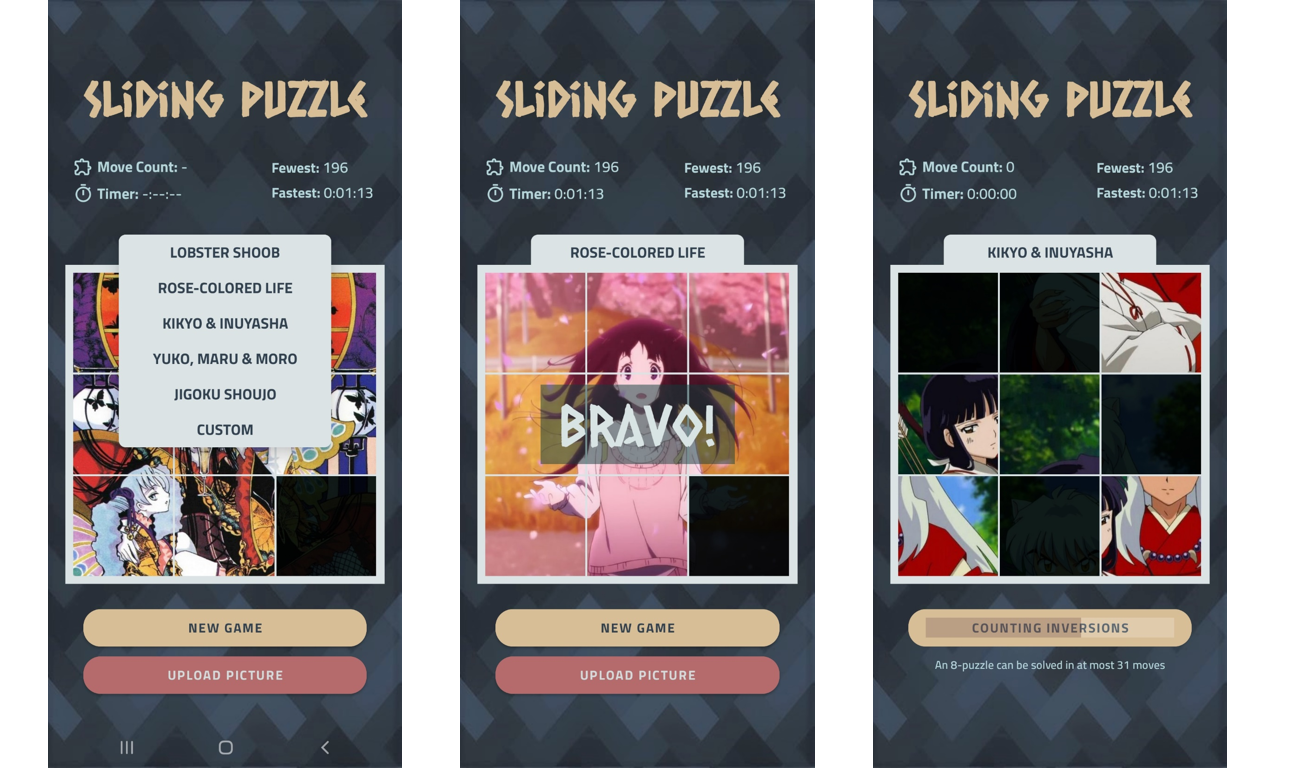 SLiDiNG PUZZLE
Move Count: -
Fewest: 196
Timer: -:--:--
Fastest: 0:01:13
LOBSTER SHOOB
ROSE-COLORED LIFE
KIKYO & INUYASHA
YUKO, MARU & MORO
JIGOKU SHOUJO
CUSTOM
NEW GAME
UPLOAD PICTURE
SLiDiNG PUZZLE
Move Count: 196
Fewest: 196
Timer: 0:01:13
Fastest: 0:01:13
ROSE-COLORED LIFE
BRAVO!
NEW GAME
UPLOAD PICTURE
SLiDiNG PUZZLE
Move Count: 0
Fewest: 196
Timer: 0:00:00
Fastest: 0:01:13
KIKYO & INUYASHA
COUNTING INVERSIONS
An 8-puzzle can be solved in at most 31 moves